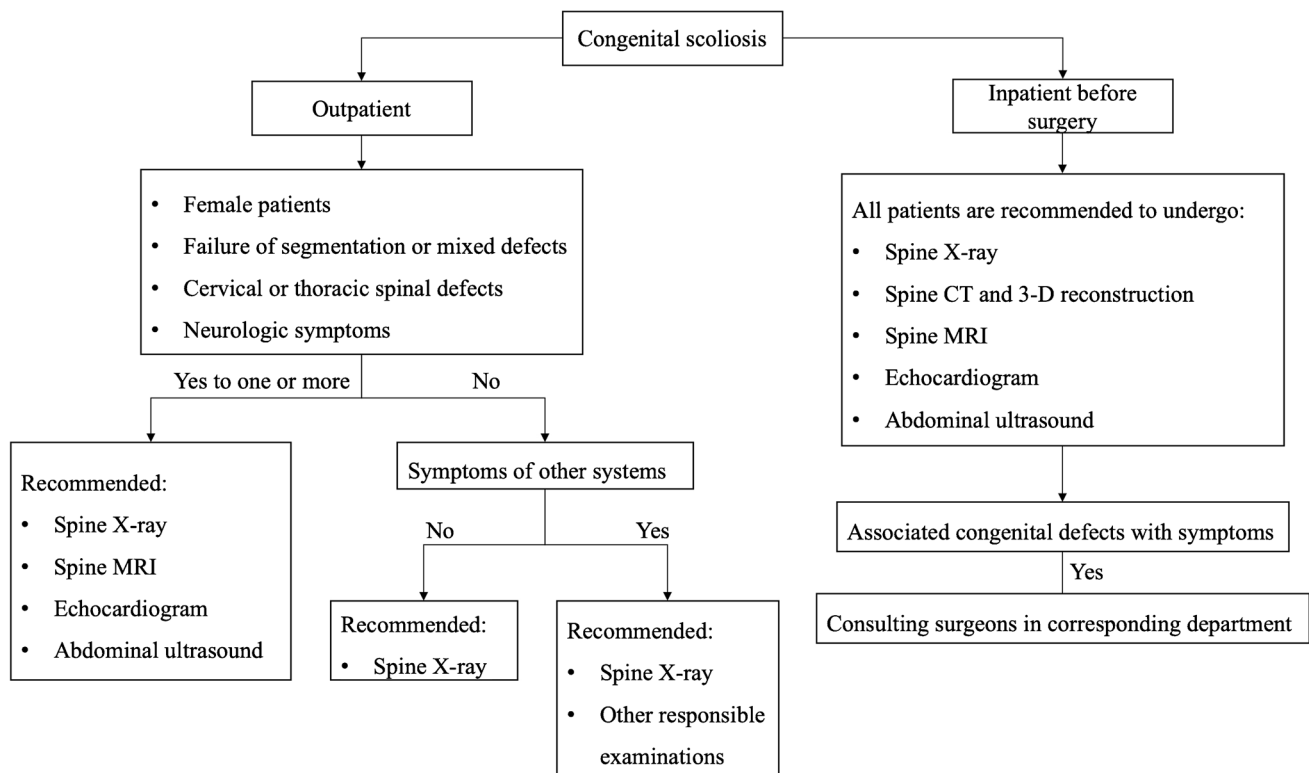 Congenital scoliosis
Outpatient
• Female patients
• Failure of segmentation or mixed defects
• Cervical or thoracic spinal defects
• Neurologic symptoms
Yes to one or more
No
Recommended:
• Spine X-ray
• Spine MRI
• Echocardiogram
• Abdominal ultrasound
Symptoms of other systems
No
Yes
Recommended:
• Spine X-ray
Recommended:
• Spine X-ray
• Other responsible
examinations
Inpatient before
surgery
All patients are recommended to undergo:
• Spine X-ray
• Spine CT and 3-D reconstruction
• Spine MRI
• Echocardiogram
• Abdominal ultrasound
Associated congenital defects with symptoms
Yes
Consulting surgeons in corresponding department